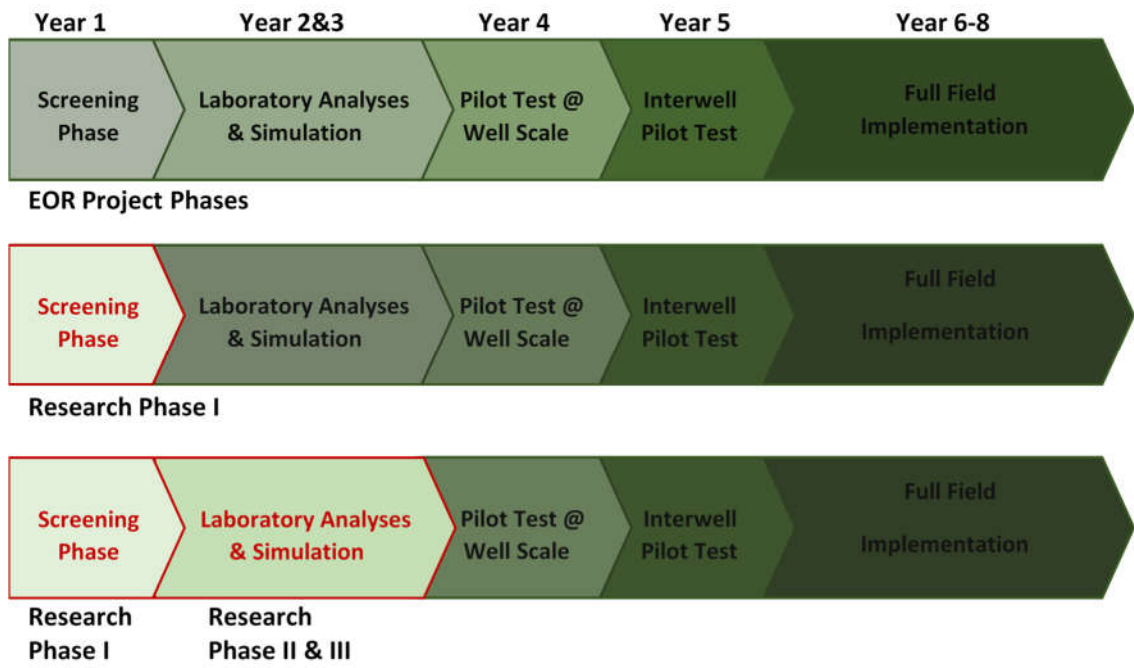 Year 1 Year 2&3 Year 4 Year 5 Year 6-8
Screening Laboratory Analyses Pilot Test @ Interwell Full Field
Phase & Simulation Well Scale Pilot Test Implementation
EOR Project Phases
Screening Laboratory Analyses Pilot Test @ Interwell Full Field
Phase & Simulation Well Scale Pilot Test Implementation
Research Phase I
Screening Laboratory Analyses Pilot Test @ Interwell Full Field
Phase & Simulation Well Scale Pilot Test Implementation
Research Research
Phase I Phase II & III